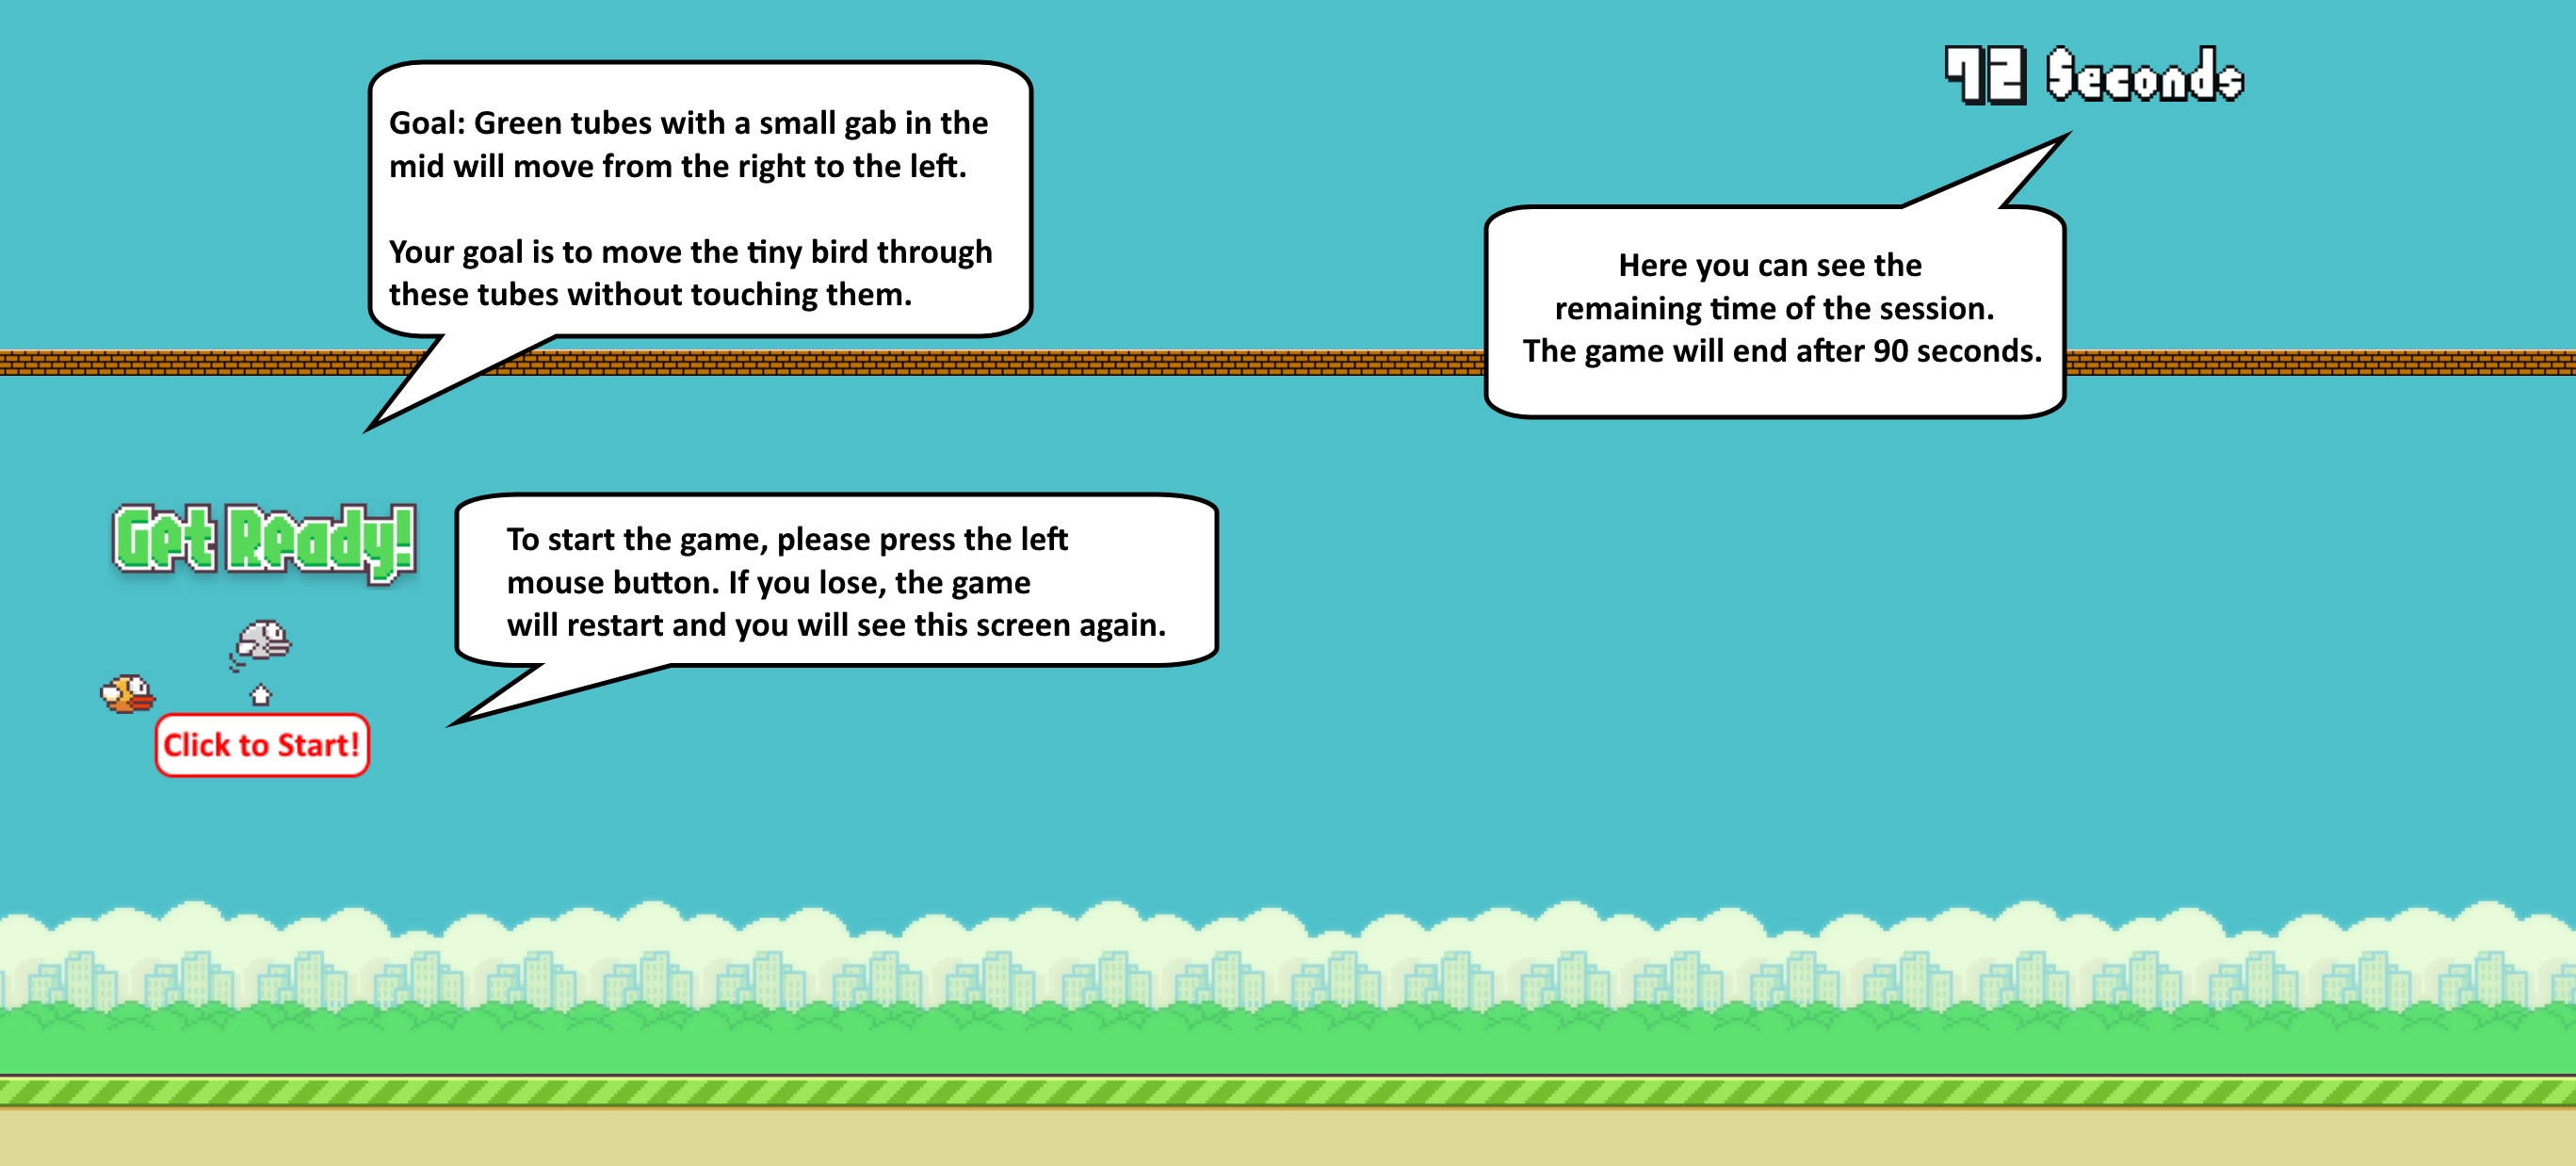 72 Seconds
Goal: Green tubes with a small gab in the
mid will move from the right to the left.
Your goal is to move the tiny bird through
these tubes without touching them.
Here you can see the
remaining time of the session.
The game will end after 90 seconds.
Get Ready!
To start the game, please press the left
mouse button. If you lose, the game
will restart and you will see this screen again.
Click to Start!